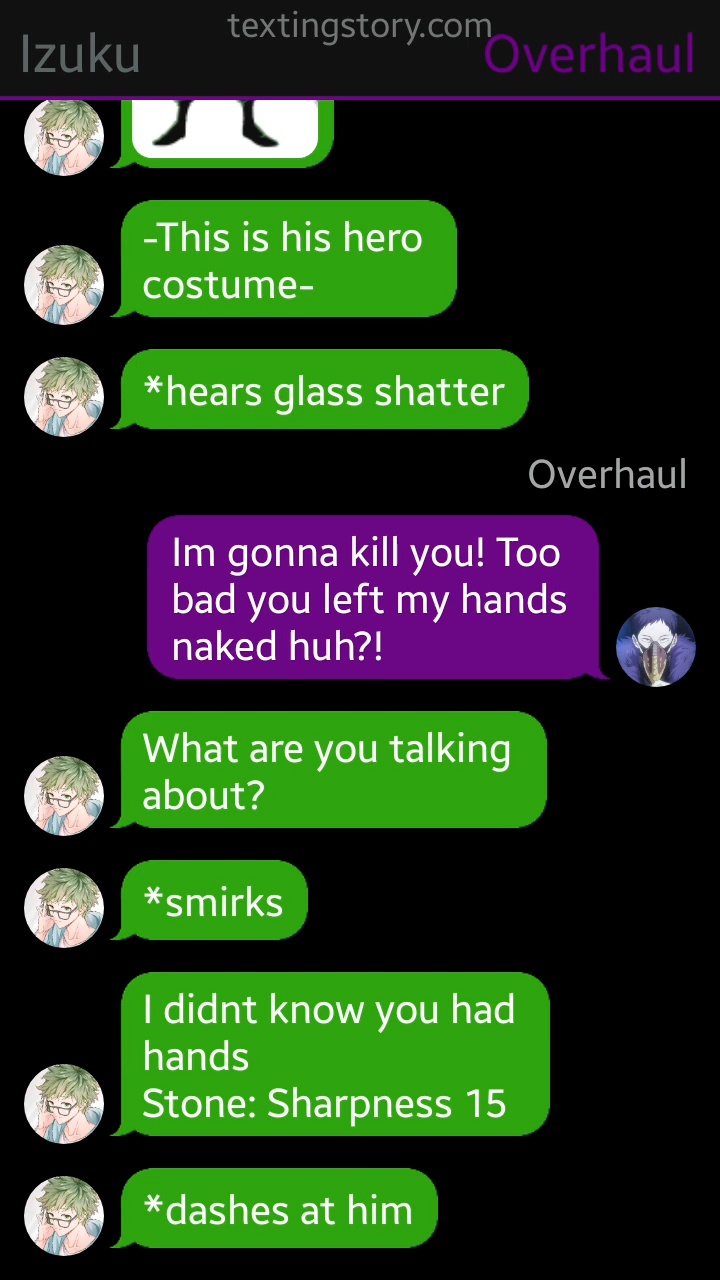 textingstory.com
Izuku
Overhaul
-This is his hero
costume-
*hears glass shatter
Overhaul
Im gonna kill you! Too
bad you left my hands
naked huh?!
What are you talking
about?
*smirks
I didnt know you had
hands
Stone: Sharpness 15
*dashes at him